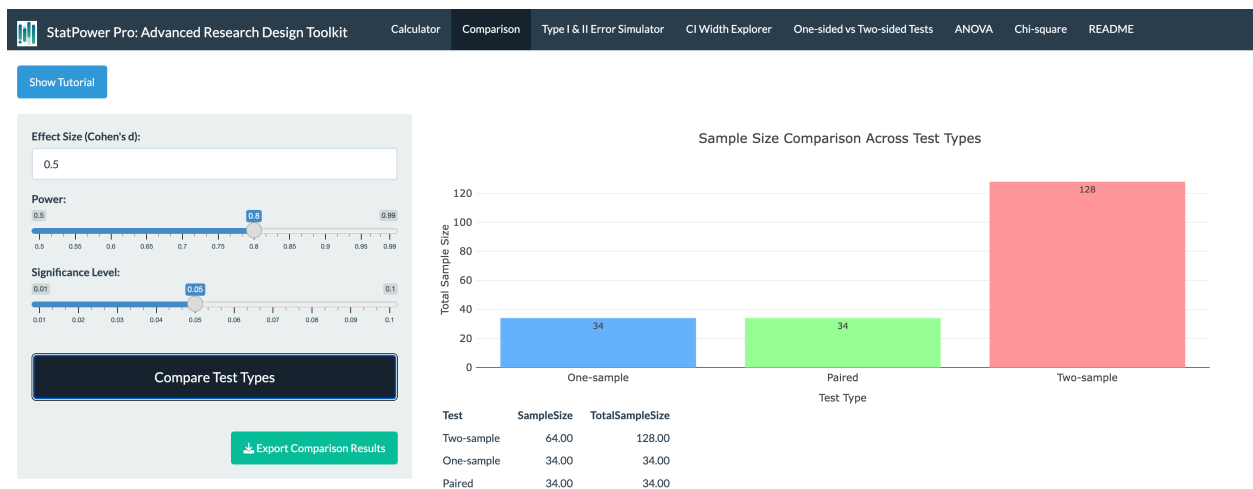 StatPower Pro: Advanced Research Design Toolkit Calculator Comparison Type I & II Error Simulator CI Width Explorer One-sided vs Two-sided Tests ANOVA Chi-square README
Show Tutorial
Effect Size (Cohen's d):
0.5
Power:
0.5 0.8 0.99
0.5 0.55 0.6 0.65 0.7 0.75 0.8 0.85 0.9 0.95 0.99
Significance Level:
0.01 0.05 0.1
0.01 0.02 0.03 0.04 0.05 0.06 0.07 0.08 0.09 0.1
Compare Test Types
Export Comparison Results
Sample Size Comparison Across Test Types
Total Sample Size
120
100
80
60
40
20
0
34 34 128
One-sample Paired Two-sample
Test Type
Test SampleSize TotalSampleSize
Two-sample 64.00 128.00
One-sample 34.00 34.00
Paired 34.00 34.00